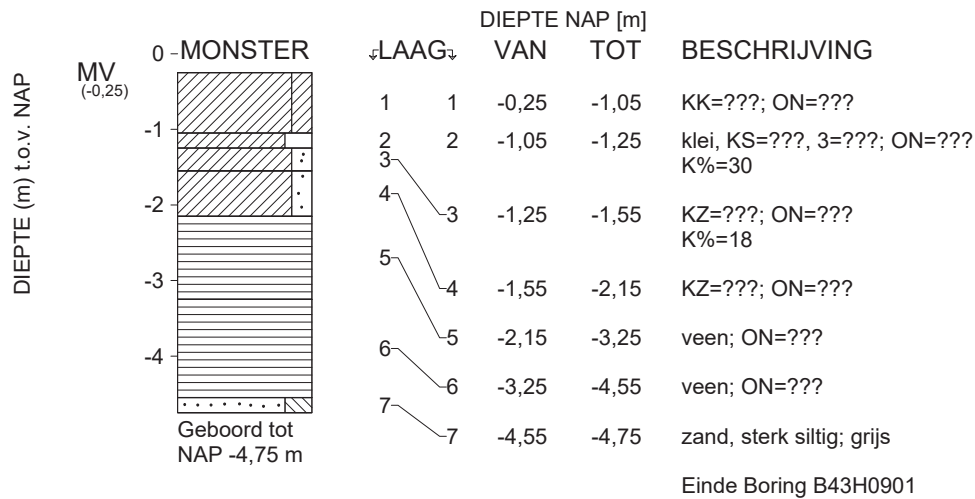 DIEPTE NAP [m]
0 MONSTER LAAG VAN TOT BESCHRIJVING
MV
(-0,25)
DIEPTE (m) t.o.v. NAP
-1
-2
-3
-4
1 1 -0,25 -1,05 KK=???; ON=???
2 2 -1,05 -1,25 klei, KS=???, 3=???; ON=???
K%=30
3 3 -1,25 -1,55 KZ=???; ON=???
K%=18
4 4 -1,55 -2,15 KZ=???; ON=???
5 5 -2,15 -3,25 veen; ON=???
6 6 -3,25 -4,55 veen; ON=???
7 7 -4,55 -4,75 zand, sterk siltig; grijs
Geboord tot
NAP -4,75 m
Einde Boring B43H0901